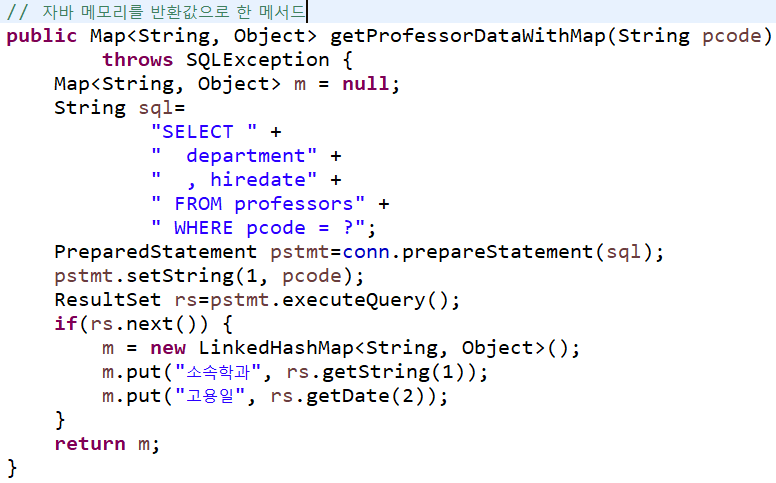 // 자바 메모리를 반환값으로 한 메서드
public Map<String, Object> getProfessorDataWithMap(String pcode)
        throws SQLException {
    Map<String, Object> m = null;
    String sql=
            "SELECT " +
            "  department" +
            "  , hiredate" +
            " FROM professors" +
            " WHERE pcode = ?";
    PreparedStatement pstmt=conn.prepareStatement(sql);
    pstmt.setString(1, pcode);
    ResultSet rs=pstmt.executeQuery();
    if(rs.next()) {
        m = new LinkedHashMap<String, Object>();
        m.put("소속학과", rs.getString(1));
        m.put("고용일", rs.getDate(2));
    }
    return m;
}